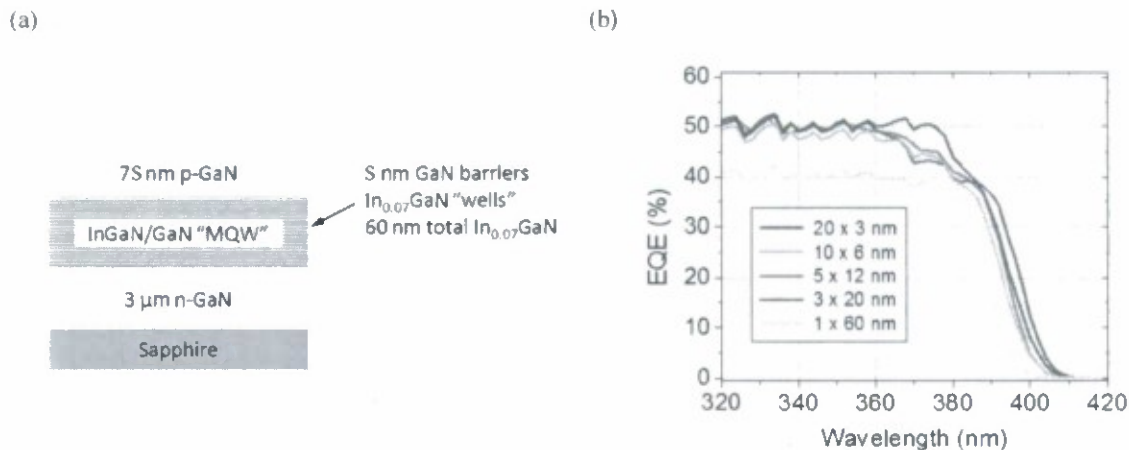 (a)
7S nm p-GaN
InGaN/GaN "MQW"
3 μm n-GaN
Sapphire
S nm GaN barriers
In0.07GaN "wells"
60 nm total In0.07GaN
(b)
EQE (%)
60
50
40
30
20
10
0
20 x 3 nm
10 x 6 nm
5 x 12 nm
3 x 20 nm
1 x 60 nm
320 340 360 380 400 420
Wavelength (nm)